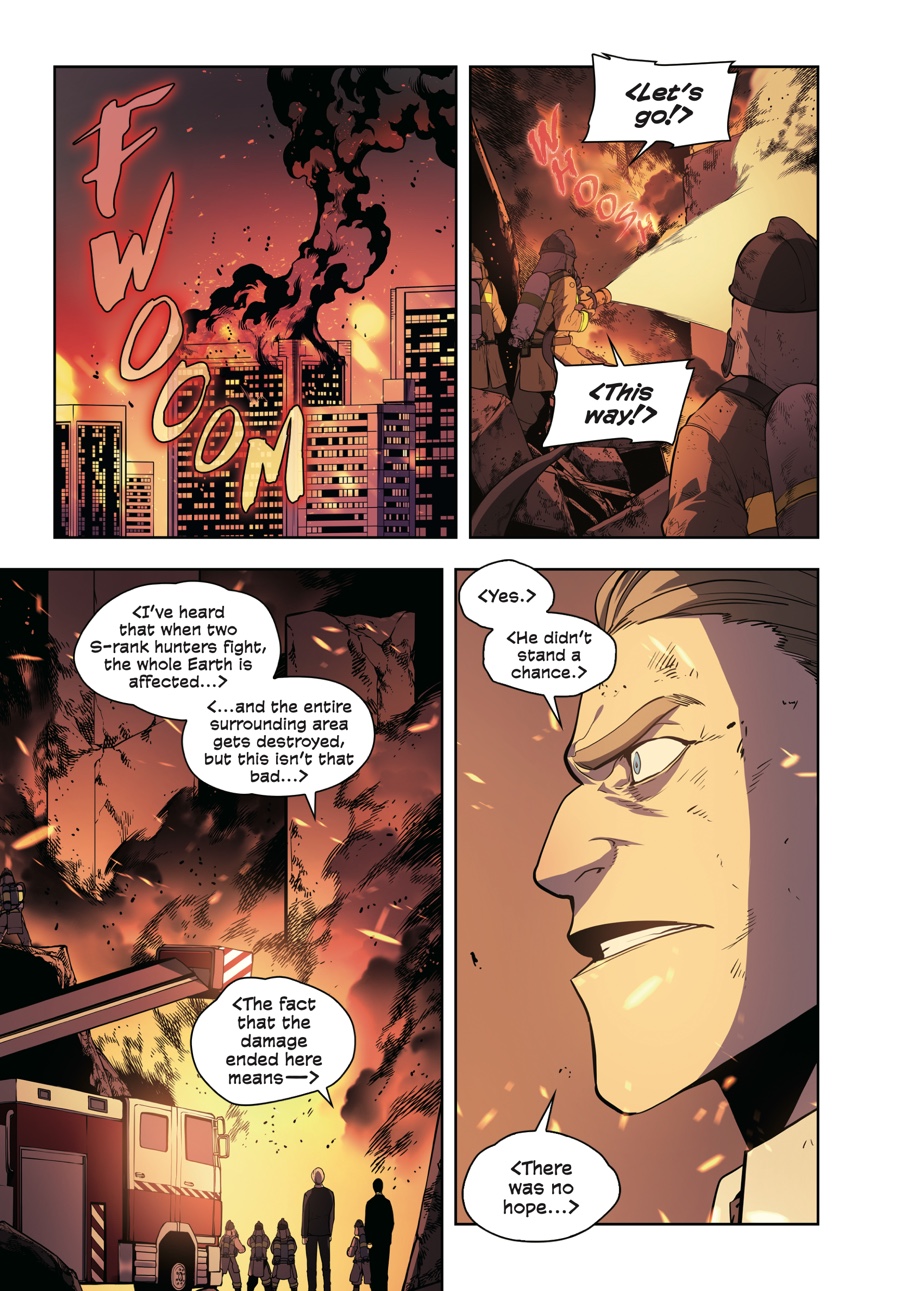 FWOOOM
<Let's
go!>
WHOOSH
<This
way!>
<I've heard
that when two
S-rank hunters fight,
the whole Earth is
affected...>
<...and the entire
surrounding area
gets destroyed,
but this isn't that
bad...>
<The fact
that the
damage
ended here
means—>
<Yes.>
<He didn't
stand a
chance.>
<There
was no
hope...>